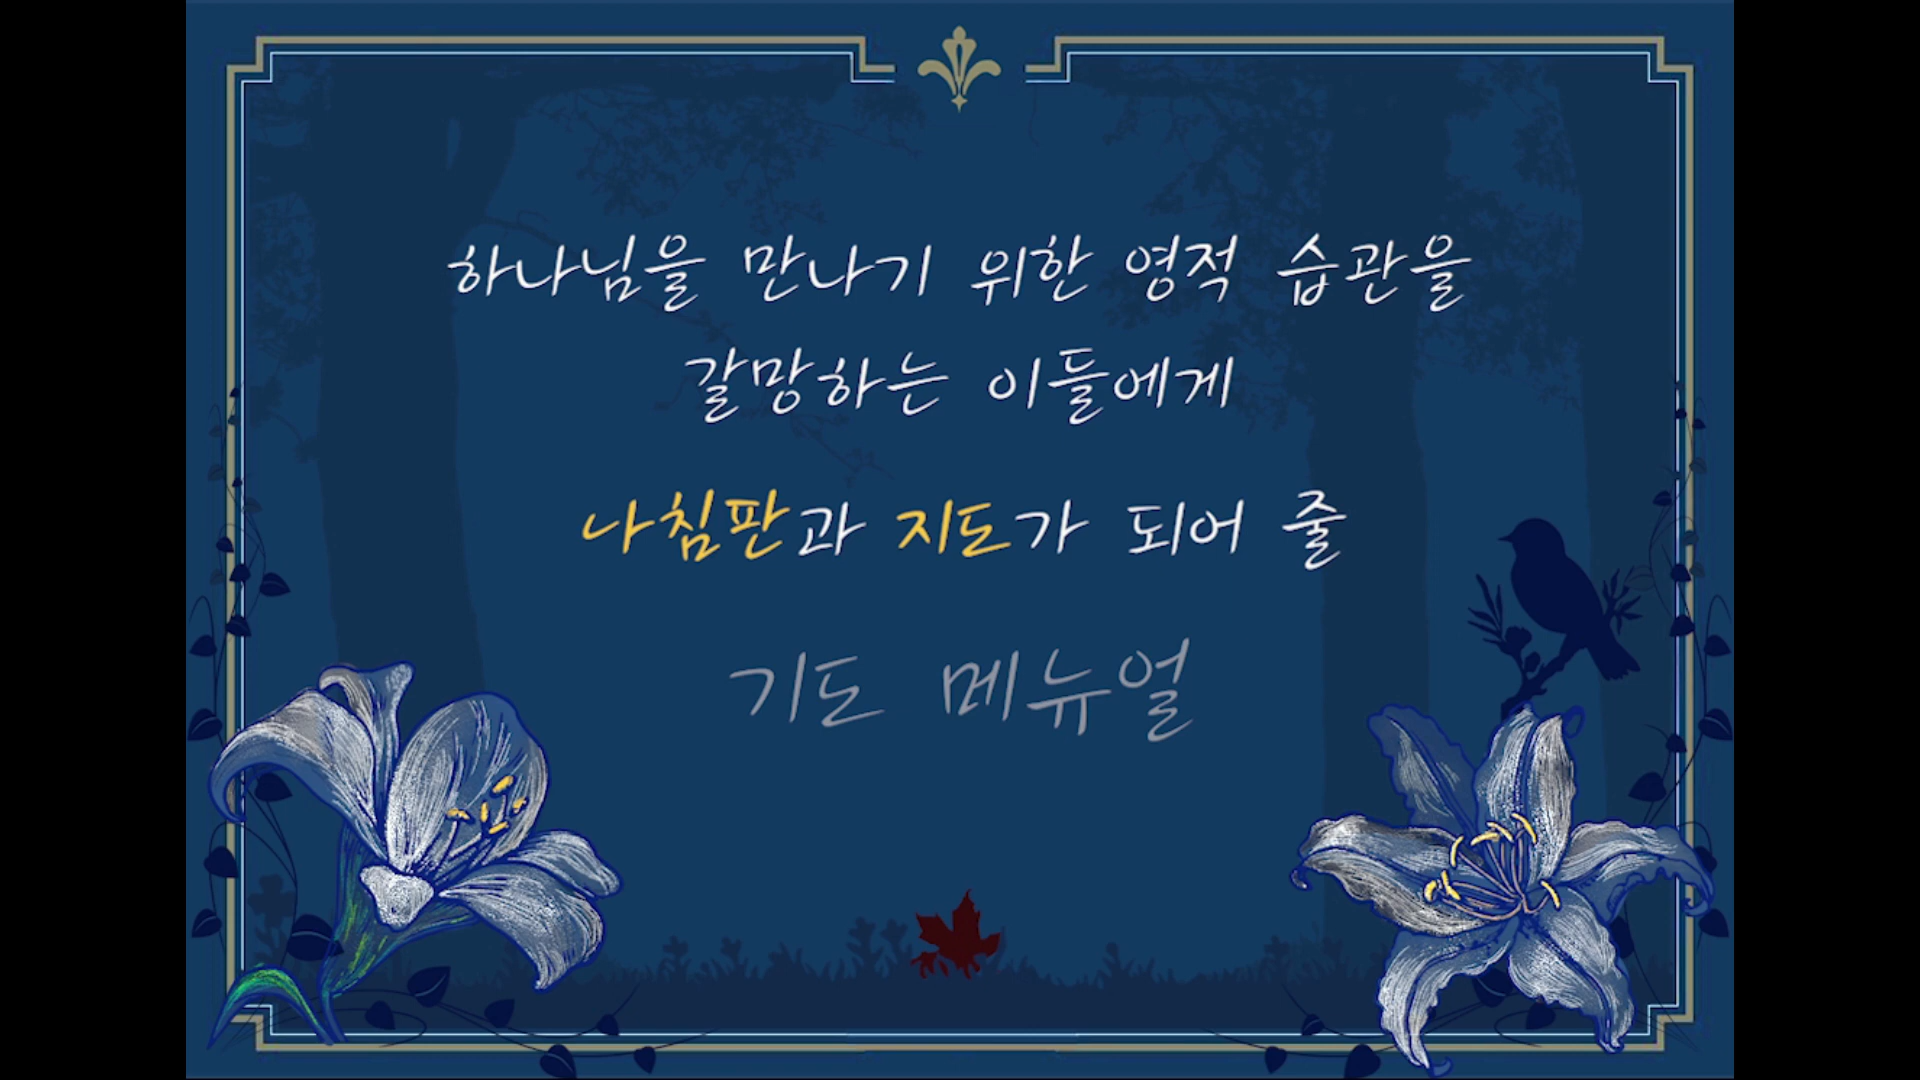 하나님을 만나기 위한 영적 습관을
갈망하는 이들에게
나침판과 지도가 되어 줄
기도 메뉴얼